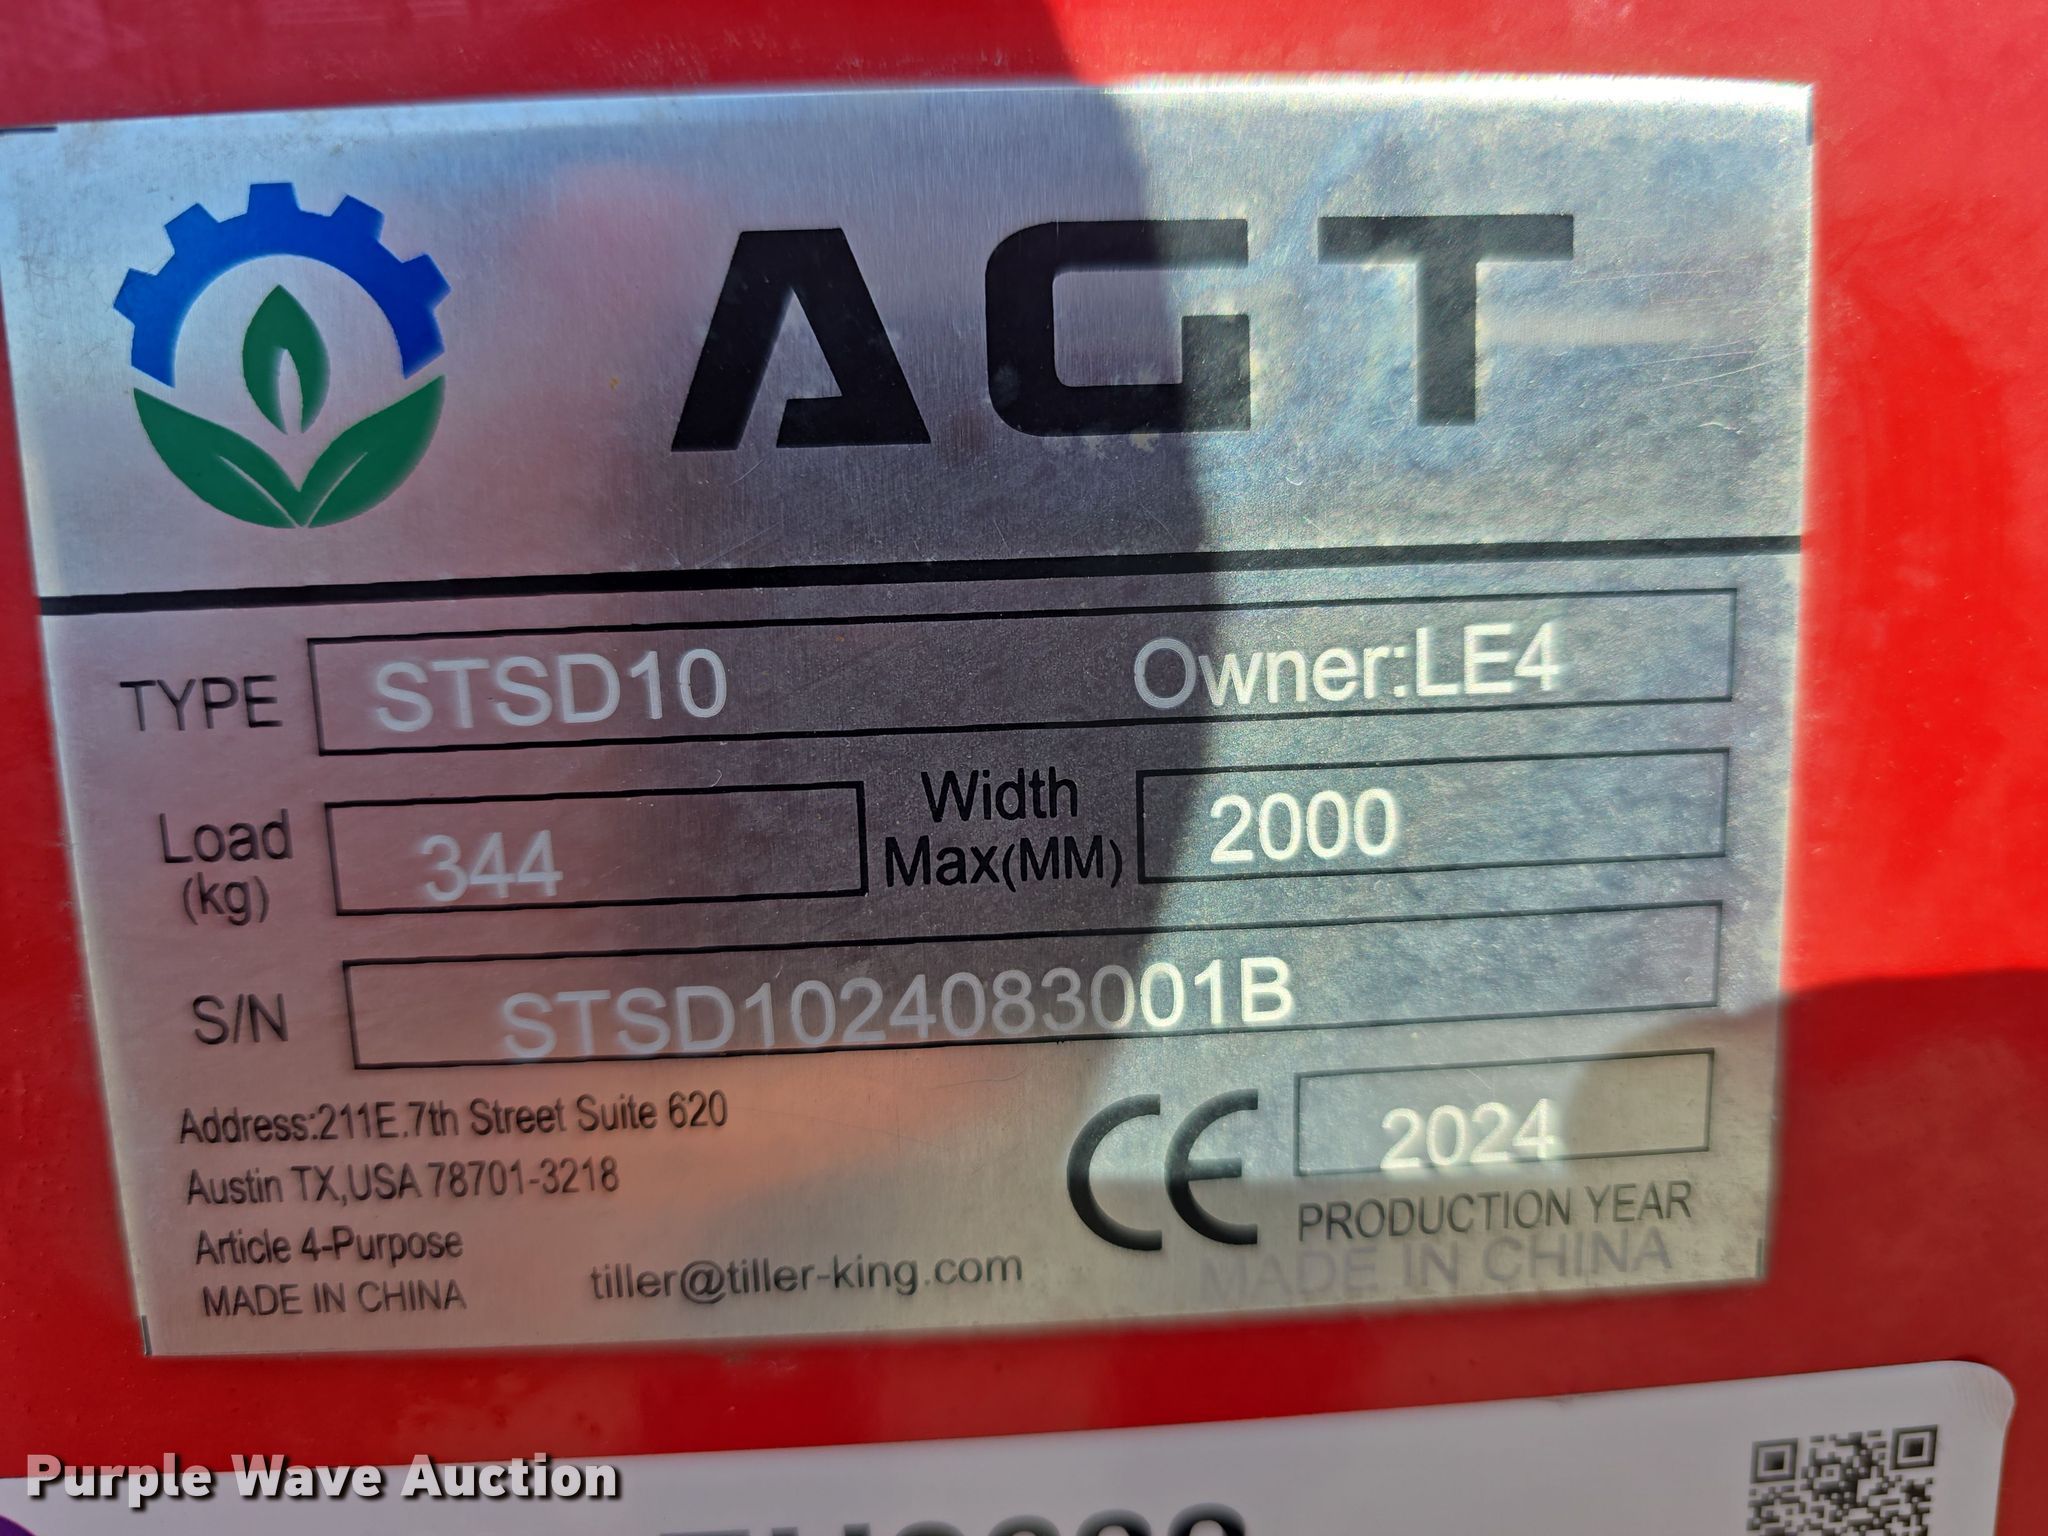 AGT
TYPE STSD10 Owner:LE4
Load (kg) 344 Width Max(MM) 2000
S/N STSD1024083001B
Address:211E.7th Street Suite 620
Austin TX,USA 78701-3218
Article 4-Purpose
MADE IN CHINA
tiller@tiller-king.com
CE 2024
PRODUCTION YEAR
MADE IN CHINA
Purple Wave Auction